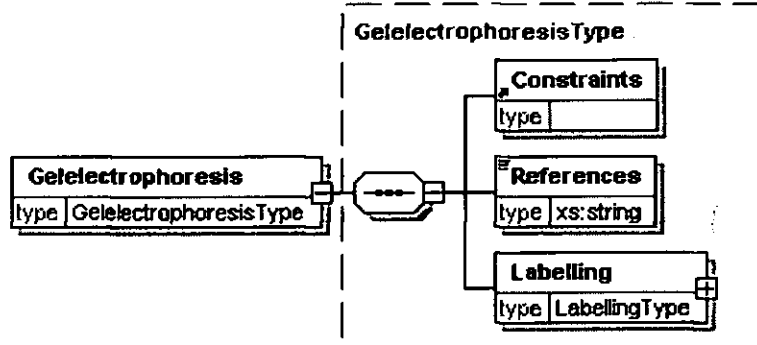 GelelectrophoresisType
Constraints
type
Gelelectrophoresis
type GelelectrophoresisType
References
type xs:string
Labelling
type LabellingType